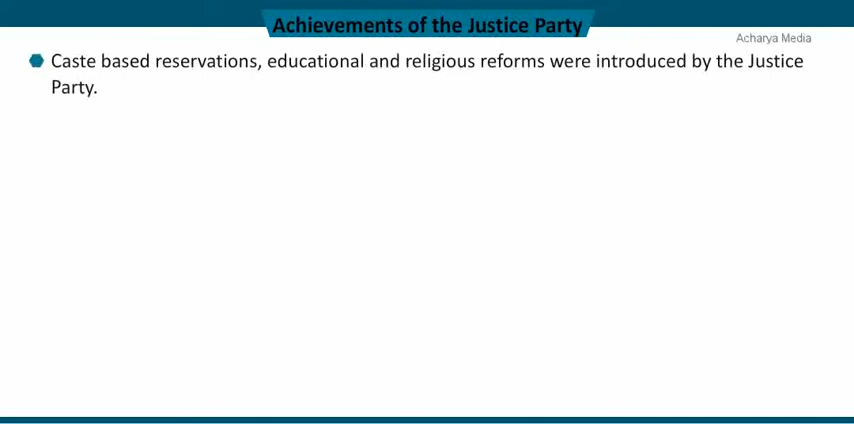 Achievements of the Justice Party
Acharya Media
Caste based reservations, educational and religious reforms were introduced by the Justice
Party.